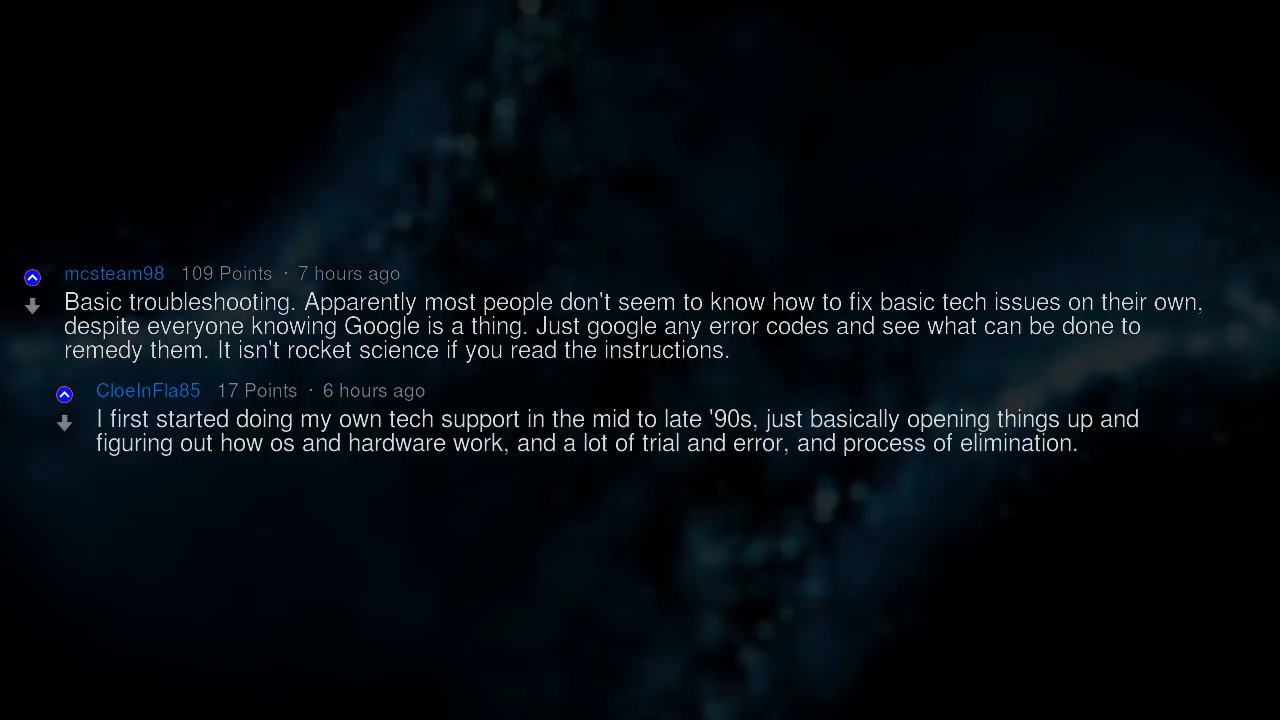 mcsteam98 109 Points · 7 hours ago
Basic troubleshooting. Apparently most people don't seem to know how to fix basic tech issues on their own,
despite everyone knowing Google is a thing. Just google any error codes and see what can be done to
remedy them. It isn't rocket science if you read the instructions.
CloeInFla85 17 Points · 6 hours ago
I first started doing my own tech support in the mid to late '90s, just basically opening things up and
figuring out how os and hardware work, and a lot of trial and error, and process of elimination.